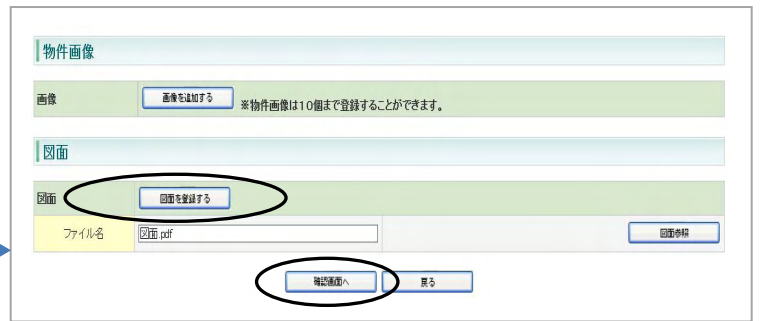 物件画像
画像 画像を追加する ※物件画像は10個まで登録することができます。
図面
図面 図面を登録する
ファイル名 図面.pdf 図面参照
確認画面へ 戻る